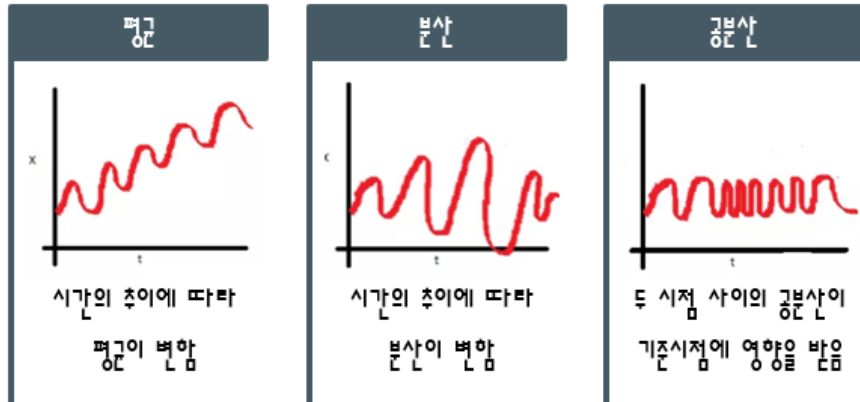 평균
분산
공분산
x
t
시간의 추이에 따라
평균이 변함
t
시간의 추이에 따라
분산이 변함
t
두 시점 사이의 공분산이
기준시점에 영향을 받음